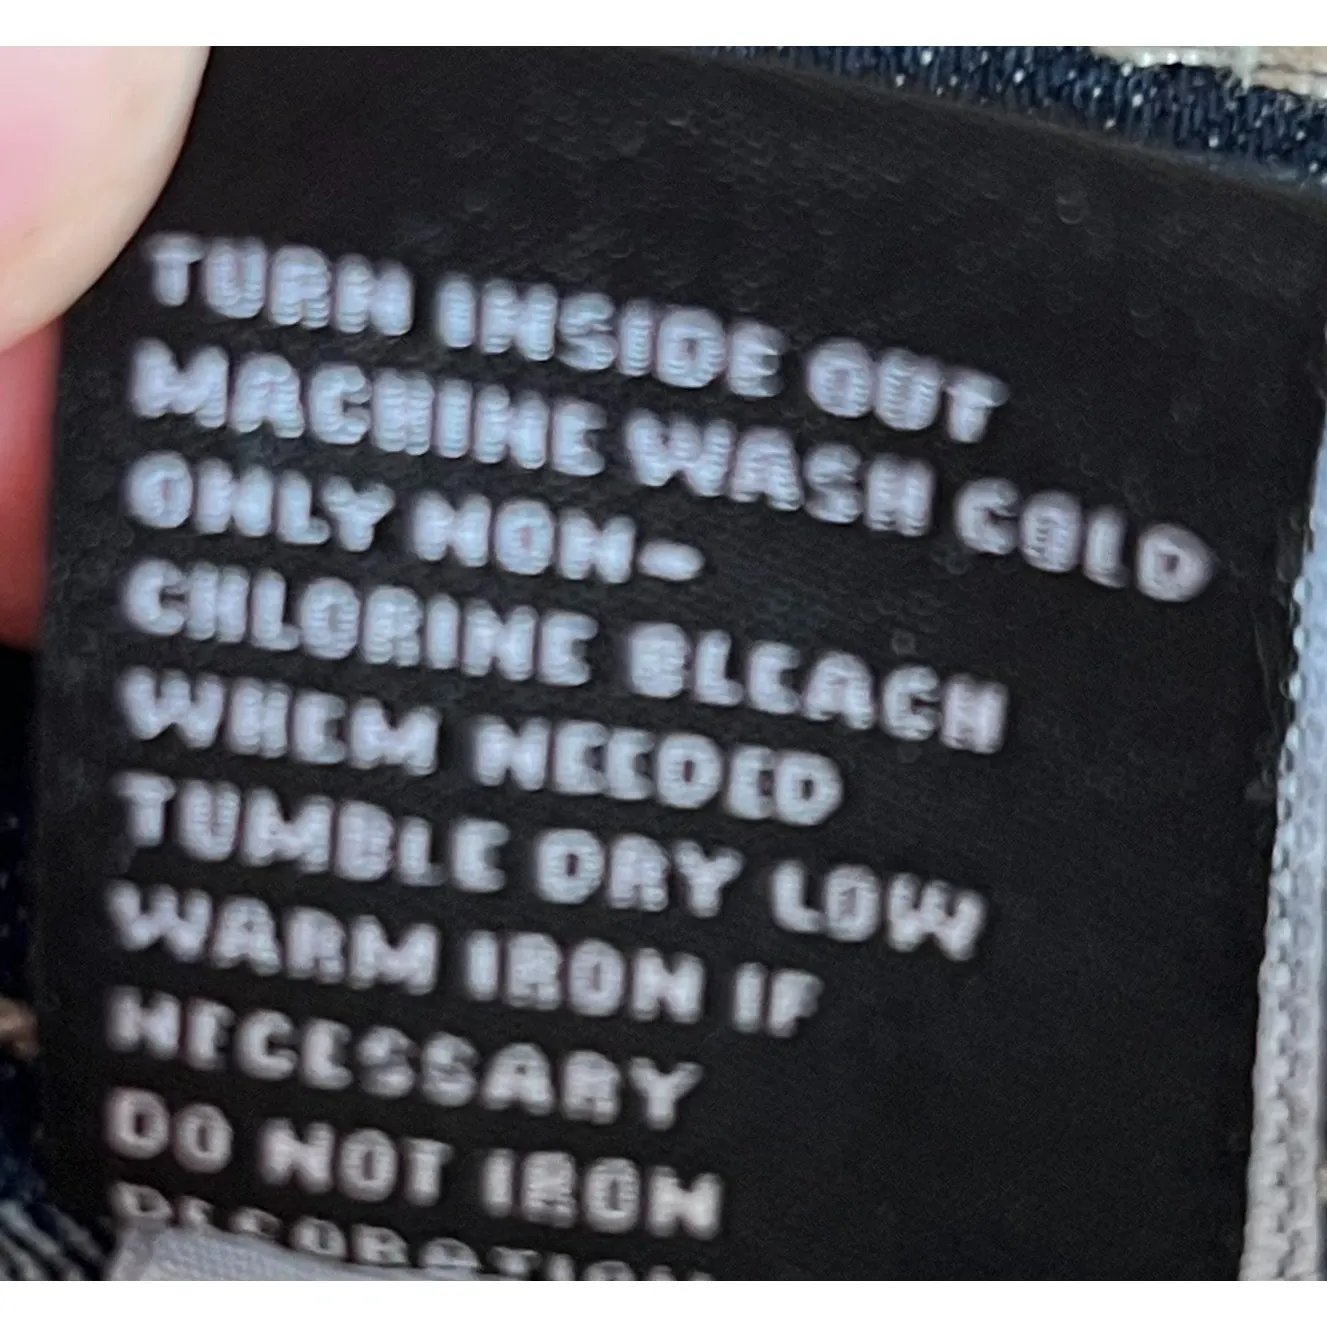 TURN INSIDE OUT
MACHINE WASH COLD
ONLY NON-
CHLORINE BLEACH
WHEN NEEDED
TUMBLE DRY LOW
WARM IRON IF
NECESSARY
DO NOT IRON
DECORATION